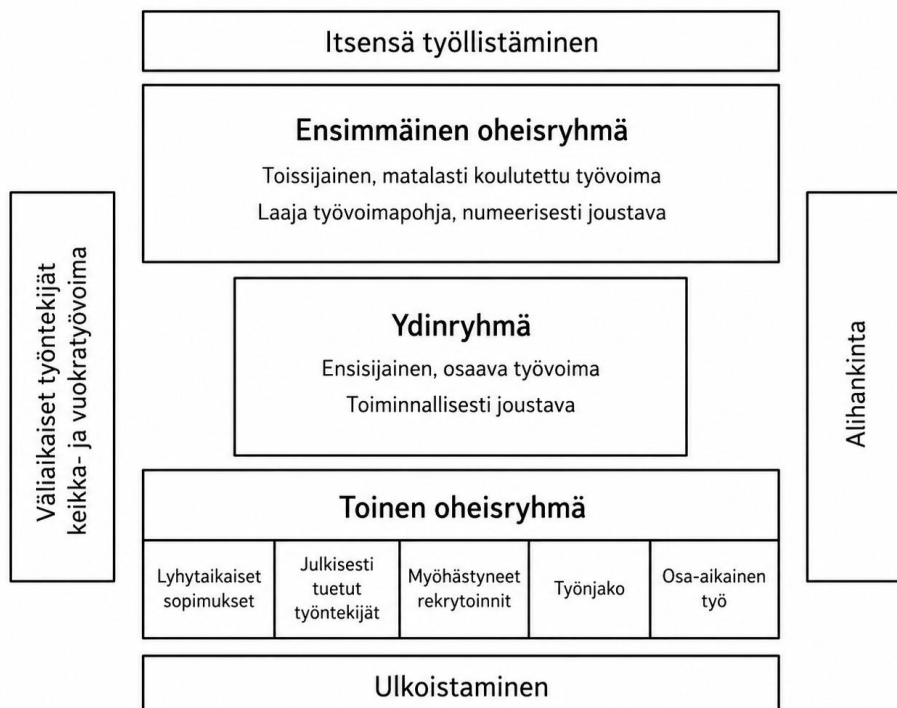 Itsensä työllistäminen
Ensimmäinen oheisryhmä
Toissijainen, matalasti koulutettu työvoima
Laaja työvoimapohja, numeerisesti joustava
Väliaikaiset työntekijät
keikka- ja vuokratyövoima
Ydinryhmä
Ensisijainen, osaava työvoima
Toiminnallisesti joustava
Alihankinta
Toinen oheisryhmä
Lyhytaikaiset
sopimukset
Julkisesti
tuetut
työntekijät
Myöhästyneet
rekrytoinnit
Työnjako
Osa-aikainen
työ
Ulkoistaminen